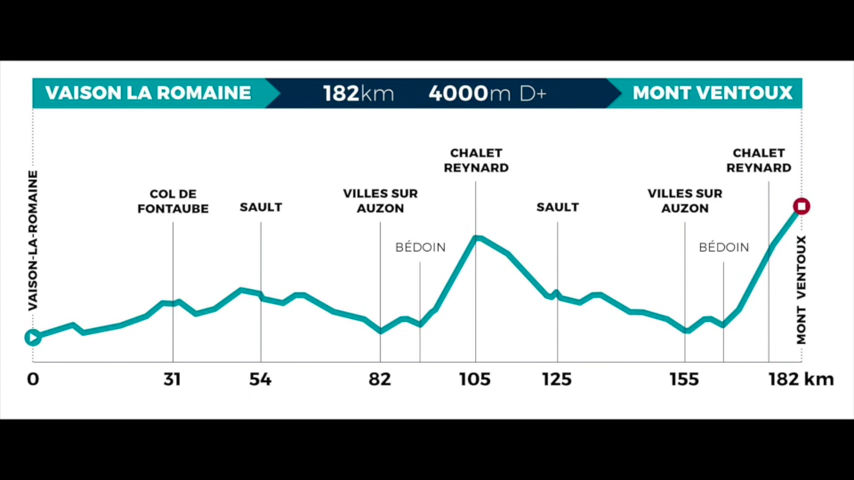 VAISON LA ROMAINE
182km 4000m D+
MONT VENTOUX
VAISON-LA-ROMAINE
COL DE
FONTAUBE
SAULT
VILLES SUR
AUZON
BÉDOIN
CHALET
REYNARD
SAULT
VILLES SUR
AUZON
BÉDOIN
CHALET
REYNARD
MONT VENTOUX
0 31 54 82 105 125 155 182 km